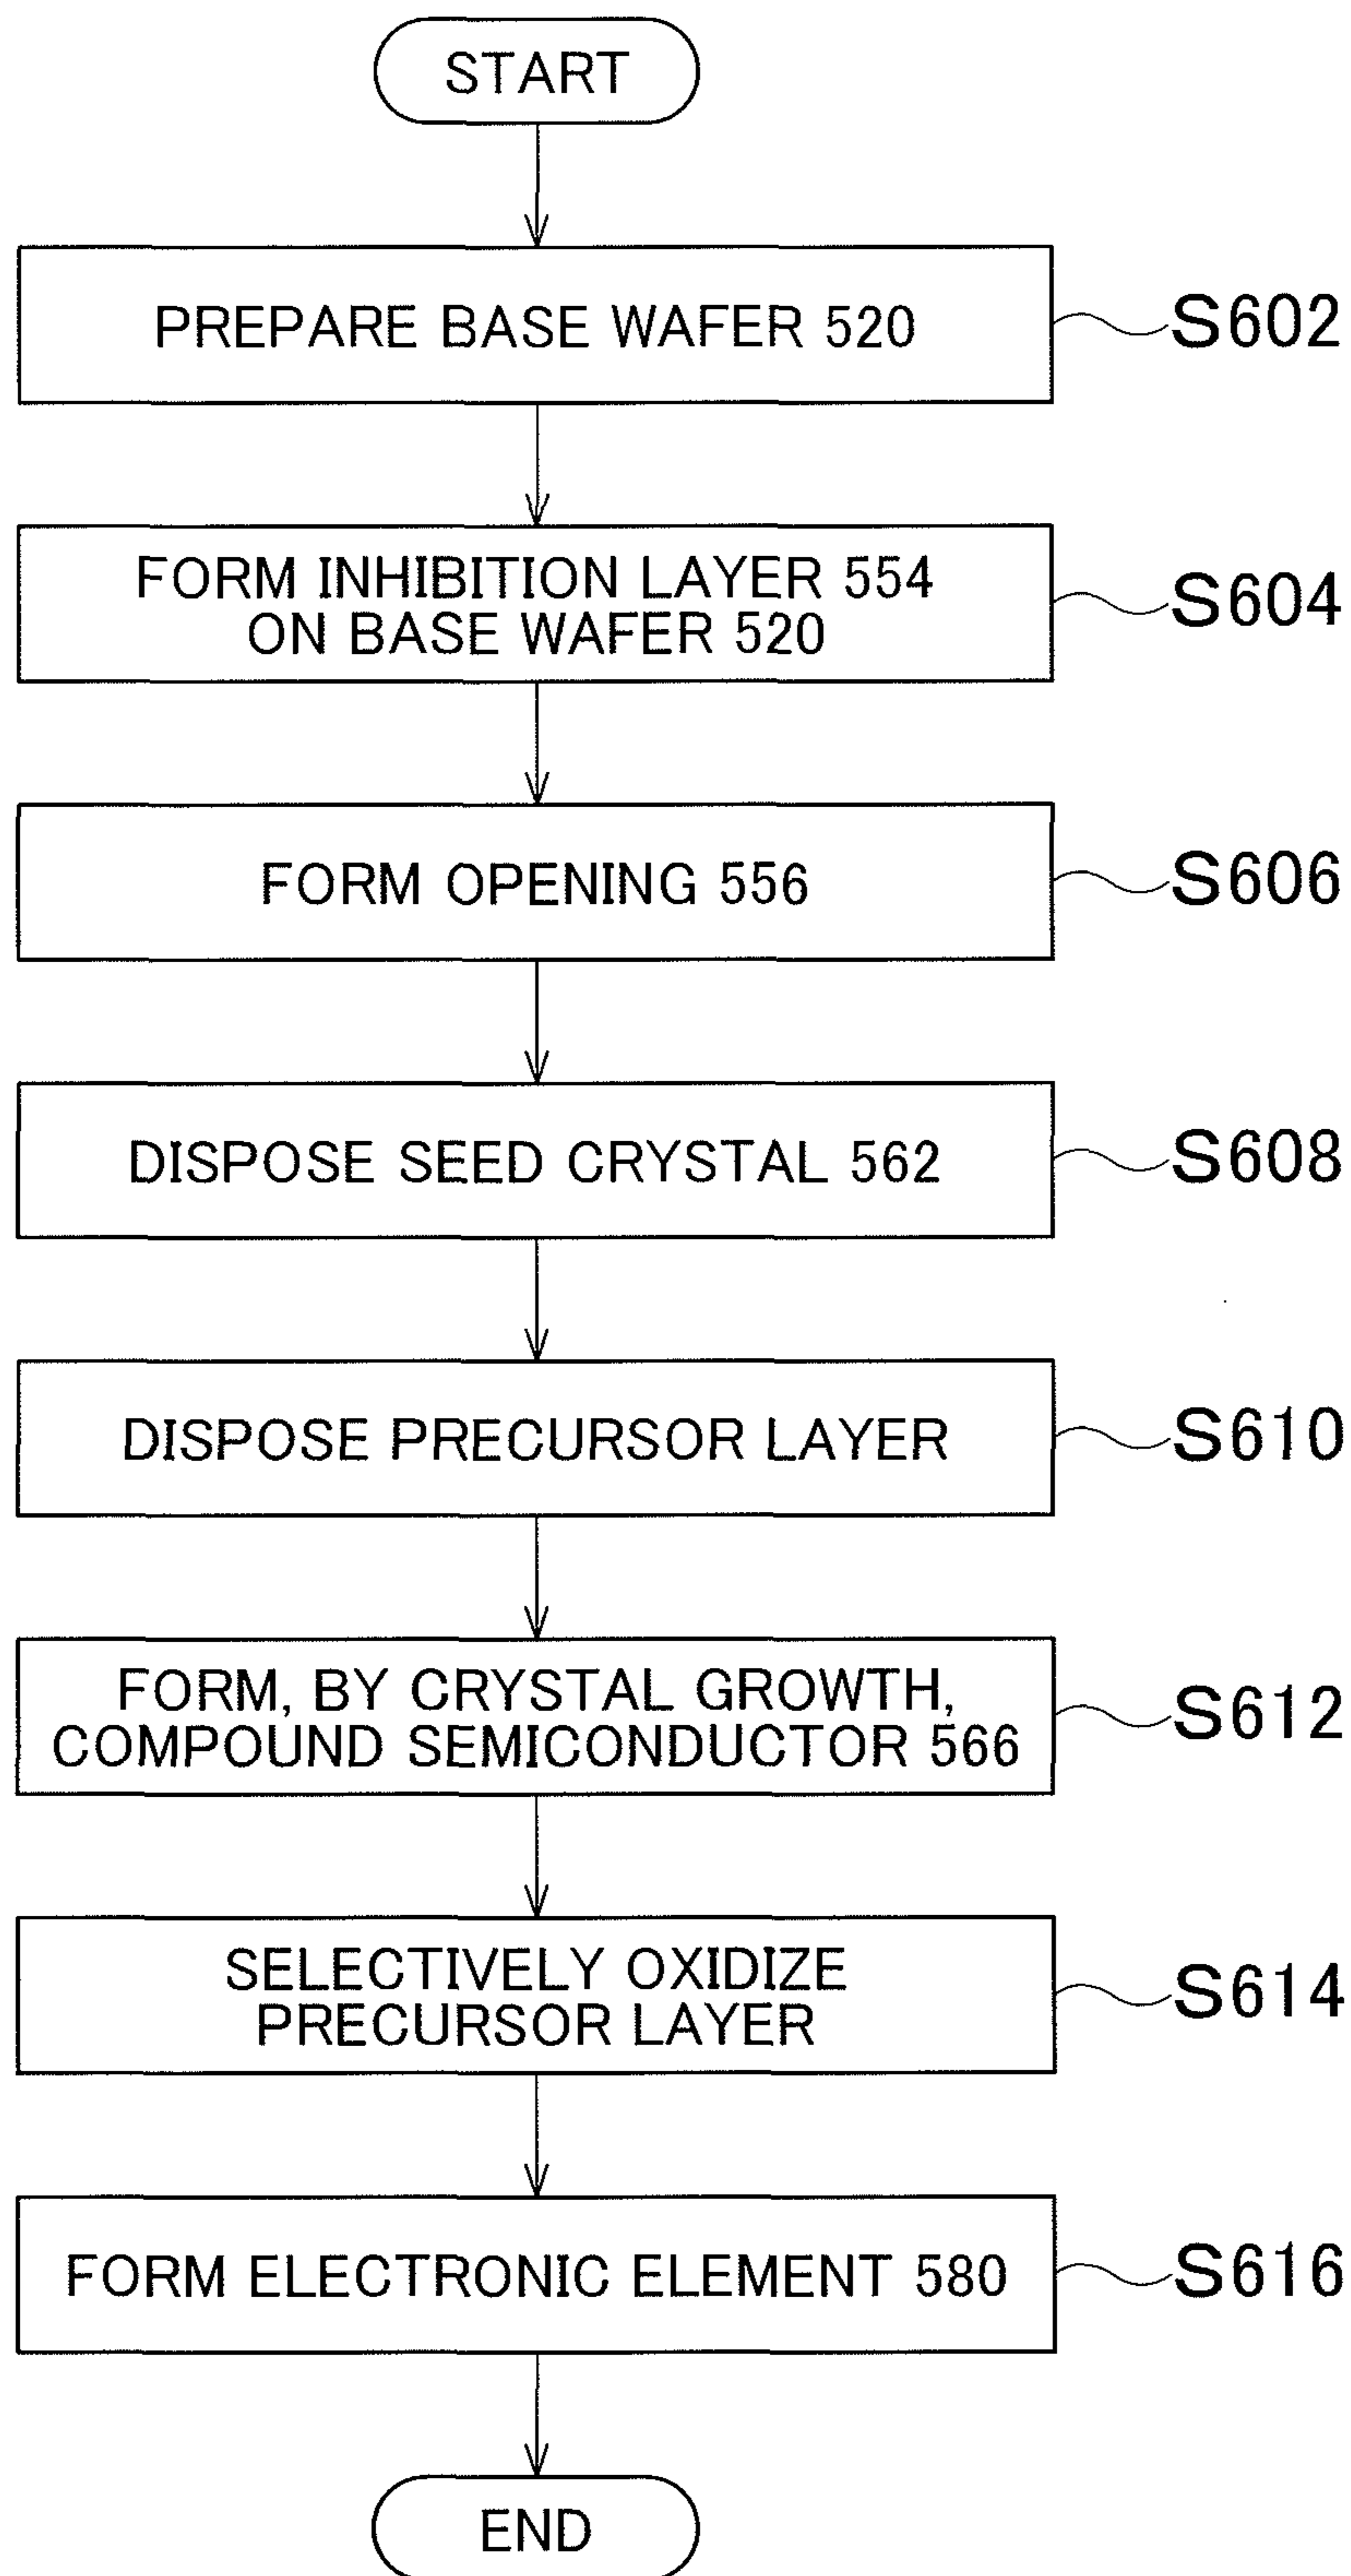 START
PREPARE BASE WAFER 520
S602
FORM INHIBITION LAYER 554
ON BASE WAFER 520
S604
FORM OPENING 556
S606
DISPOSE SEED CRYSTAL 562
S608
DISPOSE PRECURSOR LAYER
S610
FORM, BY CRYSTAL GROWTH,
COMPOUND SEMICONDUCTOR 566
S612
SELECTIVELY OXIDIZE
PRECURSOR LAYER
S614
FORM ELECTRONIC ELEMENT 580
S616
END